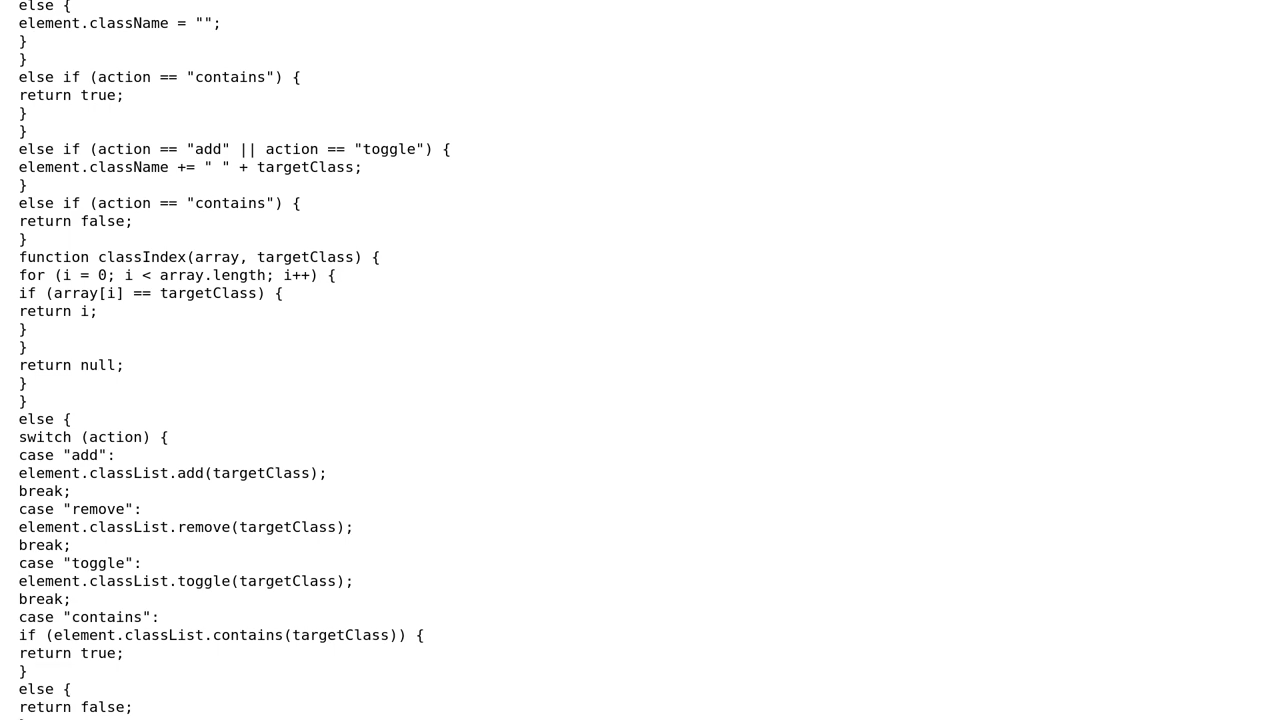 else {
element.className = "";
}
}
else if (action == "contains") {
return true;
}
}
else if (action == "add" || action == "toggle") {
element.className += " " + targetClass;
}
else if (action == "contains") {
return false;
}
function classIndex(array, targetClass) {
for (i = 0; i < array.length; i++) {
if (array[i] == targetClass) {
return i;
}
}
return null;
}
}
else {
switch (action) {
case "add":
element.classList.add(targetClass);
break;
case "remove":
element.classList.remove(targetClass);
break;
case "toggle":
element.classList.toggle(targetClass);
break;
case "contains":
if (element.classList.contains(targetClass)) {
return true;
}
else {
return false;